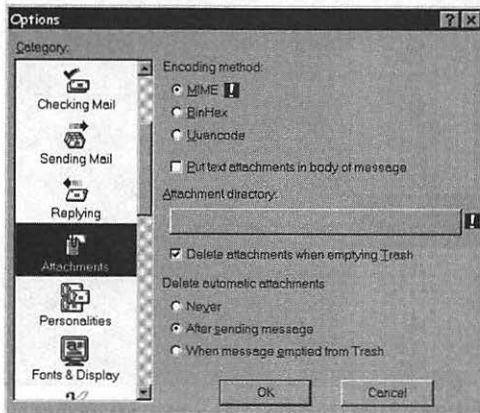 Options
Category:
Checking Mail
Sending Mail
Replying
Attachments
Personalities
Fonts & Display
Encoding method:
MIME !
BinHex
Uuencode
Put text attachments in body of message
Attachment directory:
!
Delete attachments when emptying Trash
Delete automatic attachments
Never
After sending message
When message emptied from Trash
OK
Cancel